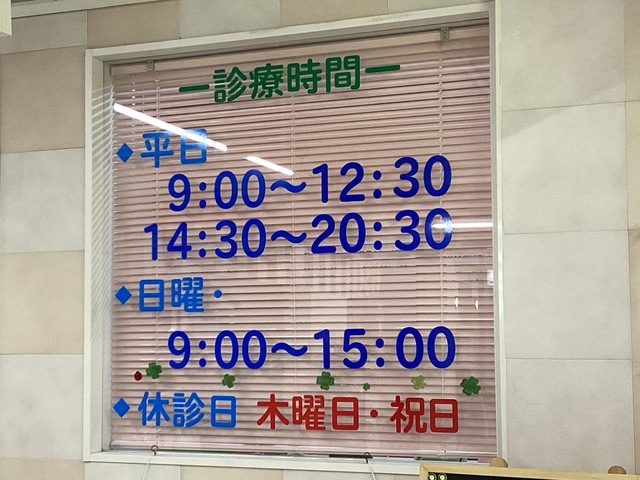 ー診療時間ー
◆平日
9:00〜12:30
14:30〜20:30
◆日曜・
9:00〜15:00
◆休診日 木曜日・祝日